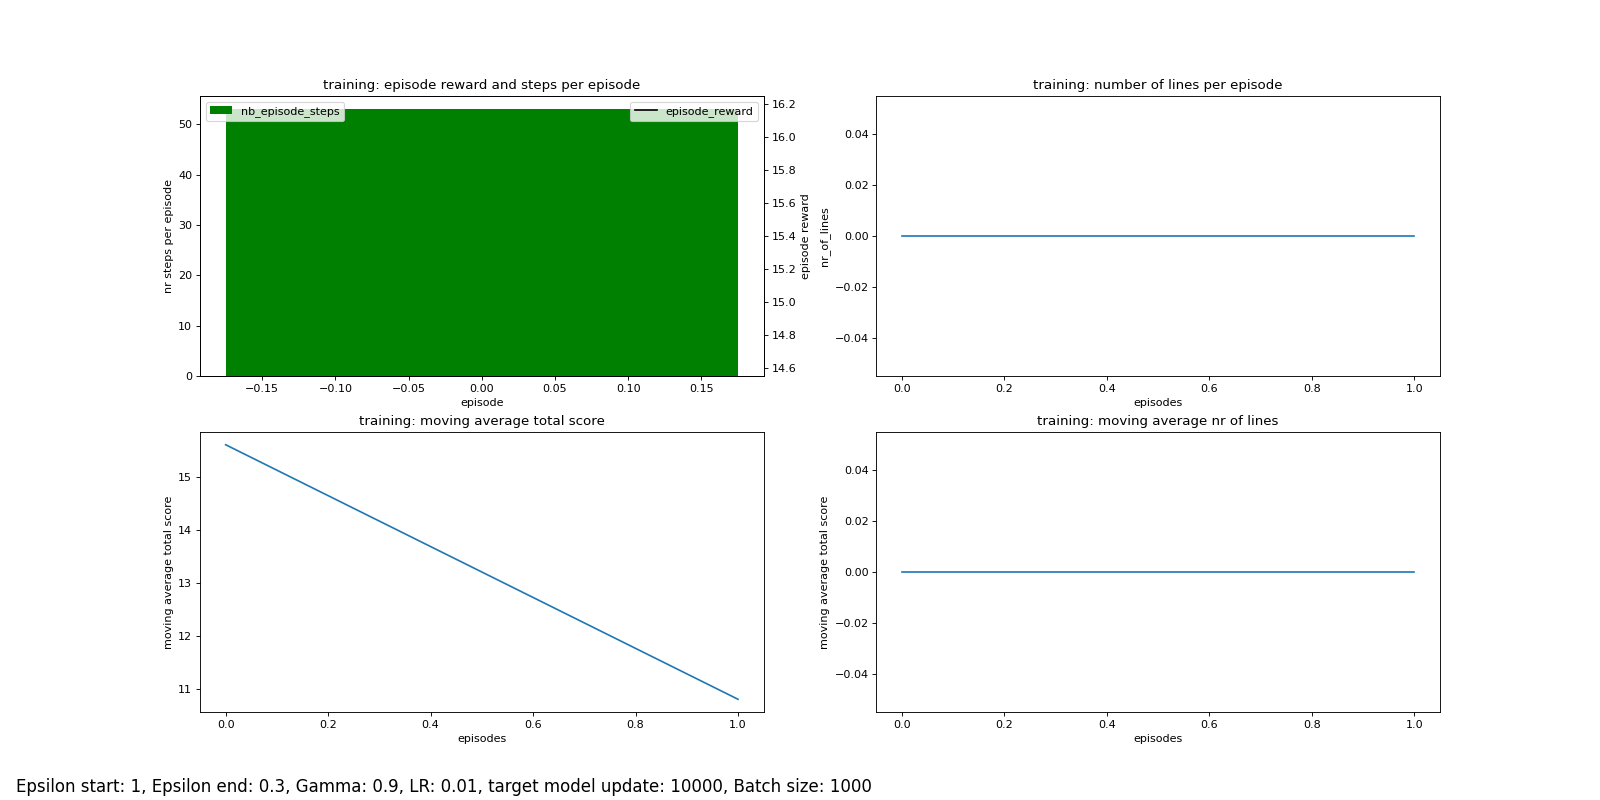 training: episode reward and steps per episode
nb_episode_steps
episode_reward
50
40
30
20
10
0
nr steps per episode
16.2
16.0
15.8
15.6
15.4
15.2
15.0
14.8
14.6
episode reward
−0.15 −0.10 −0.05 0.00 0.05 0.10 0.15
episode
training: number of lines per episode
0.04
0.02
0.00
−0.02
−0.04
nr_of_lines
0.0 0.2 0.4 0.6 0.8 1.0
episodes
training: moving average total score
15
14
13
12
11
moving average total score
0.0 0.2 0.4 0.6 0.8 1.0
episodes
training: moving average nr of lines
0.04
0.02
0.00
−0.02
−0.04
moving average total score
0.0 0.2 0.4 0.6 0.8 1.0
episodes
Epsilon start: 1, Epsilon end: 0.3, Gamma: 0.9, LR: 0.01, target model update: 10000, Batch size: 1000